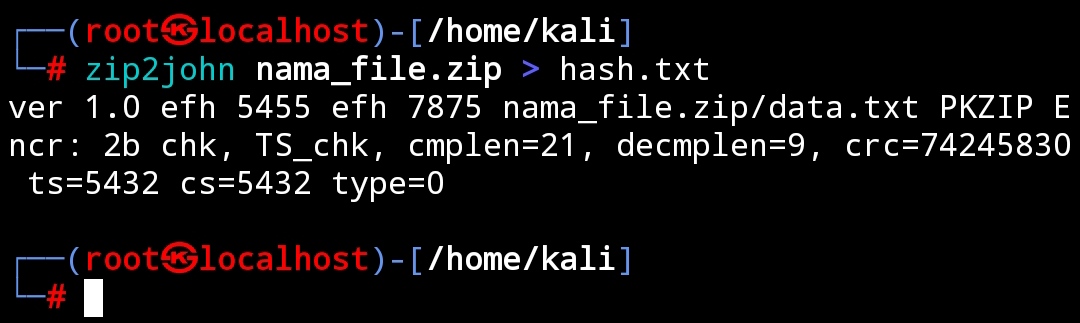 ┌──(root㉿localhost)-[/home/kali]
└─# zip2john nama_file.zip > hash.txt
ver 1.0 efh 5455 efh 7875 nama_file.zip/data.txt PKZIP E
ncr: 2b chk, TS_chk, cmplen=21, decmplen=9, crc=74245830
 ts=5432 cs=5432 type=0
┌──(root㉿localhost)-[/home/kali]
└─#